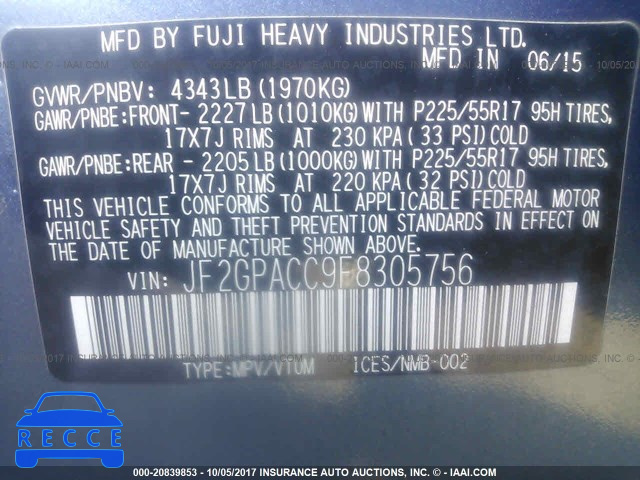 MFD BY FUJI HEAVY INDUSTRIES LTD.
MFD IN 06/15
GVWR/PNBV: 4343LB (1970KG)
GAWR/PNBE:FRONT- 2227LB(1010KG)WITH P225/55R17 95H TIRES,
17X7J RIMS AT 230 KPA(33 PSI)COLD
GAWR/PNBE:REAR - 2205LB(1000KG)WITH P225/55R17 95H TIRES,
17X7J RIMS AT 220 KPA(32 PSI)COLD
THIS VEHICLE CONFORMS TO ALL APPLICABLE FEDERAL MOTOR
VEHICLE SAFETY AND THEFT PREVENTION STANDARDS IN EFFECT ON
THE DATE OF MANUFACTURE SHOWN ABOVE.
VIN: JF2GPACC9F8305756
TYPE:MPV/VTUM ICES/NMB-002
RECCE
000-20839853 - 10/05/2017 INSURANCE AUTO AUCTIONS, INC. - © - IAAI.COM